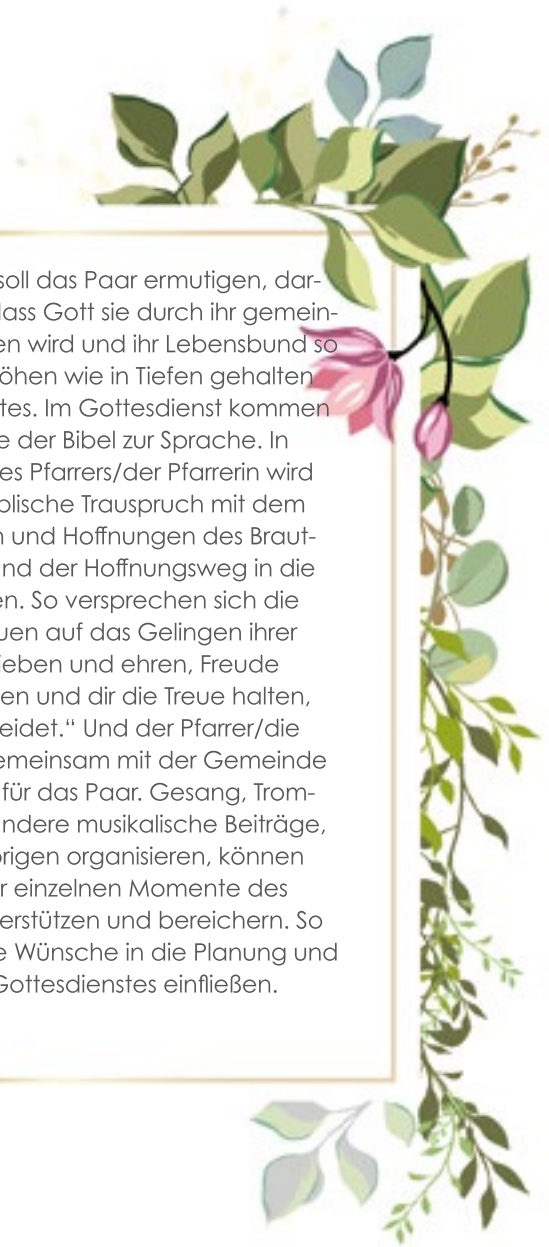 soll das Paar ermutigen, dar-
dass Gott sie durch ihr gemein-
en wird und ihr Lebensbund so
öhen wie in Tiefen gehalten
tes. Im Gottesdienst kommen
e der Bibel zur Sprache. In
es Pfarrers/der Pfarrerin wird
blische Trauspruch mit dem
n und Hoffnungen des Braut-
nd der Hoffnungsweg in die
en. So versprechen sich die
uen auf das Gelingen ihrer
ieben und ehren, Freude
en und dir die Treue halten,
eidet.“ Und der Pfarrer/die
emeinsam mit der Gemeinde
für das Paar. Gesang, Trom-
ndere musikalische Beiträge,
örigen organisieren, können
r einzelnen Momente des
terstützen und bereichern. So
e Wünsche in die Planung und
Gottesdienstes einfließen.